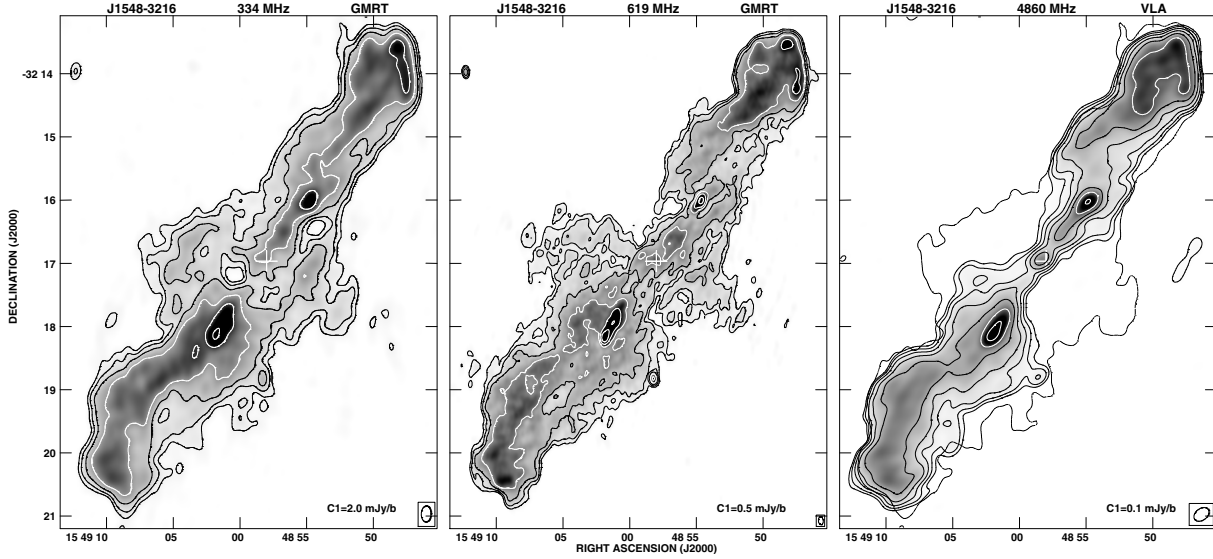 J1548-3216 334 MHz GMRT
J1548-3216 619 MHz GMRT
J1548-3216 4860 MHz VLA
DECLINATION (J2000)
-32 14
15
16
17
18
19
20
21
C1=2.0 mJy/b
C1=0.5 mJy/b
C1=0.1 mJy/b
15 49 10 05 00 48 55 50
15 49 10 05 00 48 55 50
15 49 10 05 00 48 55 50
RIGHT ASCENSION (J2000)